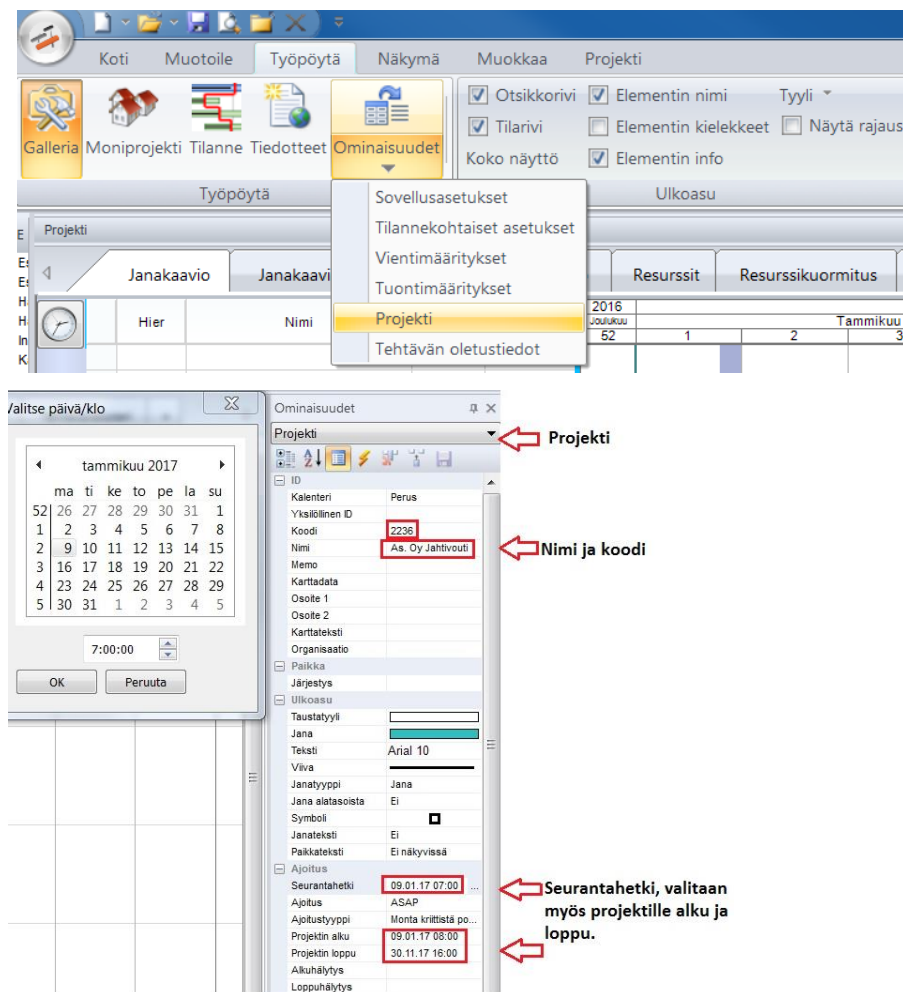 Koti Muotoile Työpöytä Näkymä Muokkaa Projekti
Galleria Moniprojekti Tilanne Tiedotteet Ominaisuudet
Otsikkorivi Elementin nimi Tyyli
Tilarivi Elementin kielekkeet Näytä rajaus
Koko näyttö Elementin info
Työpöytä Ulkoasu
Sovellusasetukset
Tilannekohtaiset asetukset
Vientimääritykset
Tuontimääritykset
Projekti
Tehtävän oletustiedot
Projekti
Janakaavio Janakaavi Resurssit Resurssikuormitus
Hier Nimi 2016
Joulukuu Tammikuu
52 1 2 3
Valitse päivä/klo
tammikuu 2017
ma ti ke to pe la su
52 26 27 28 29 30 31 1
1 2 3 4 5 6 7 8
2 9 10 11 12 13 14 15
3 16 17 18 19 20 21 22
4 23 24 25 26 27 28 29
5 30 31 1 2 3 4 5
7:00:00
OK Peruuta
Ominaisuudet
Projekti
ID
Kalenteri Perus
Yksilöllinen ID
Koodi 2236
Nimi As. Oy Jahtivouti
Memo
Karttadata
Osoite 1
Osoite 2
Karttateksti
Organisaatio
Paikka
Järjestys
Ulkoasu
Taustatyyli
Jana
Teksti Arial 10
Viiva
Janatyyppi Jana
Jana alatasoista Ei
Symboli
Janateksti Ei
Paikkateksti Ei näkyvissä
Ajoitus
Seurantahetki 09.01.17 07:00 ...
Ajoitus ASAP
Ajoitustyyppi Monta kriittistä po...
Projektin alku 09.01.17 08:00
Projektin loppu 30.11.17 16:00
Alkuhälytys
Loppuhälytys
Projekti
Nimi ja koodi
Seurantahetki, valitaan
myös projektille alku ja
loppu.